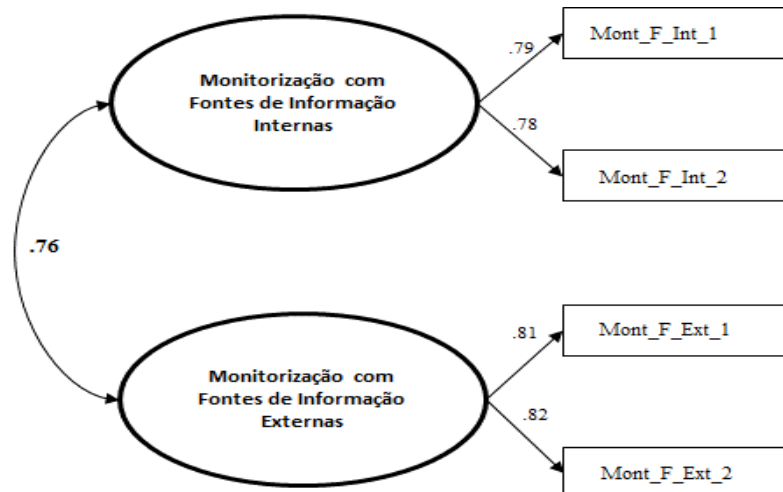 Mont_F_Int_1
.79
Monitorização com
Fontes de Informação
Internas
.78
Mont_F_Int_2
.76
Mont_F_Ext_1
.81
Monitorização com
Fontes de Informação
Externas
.82
Mont_F_Ext_2